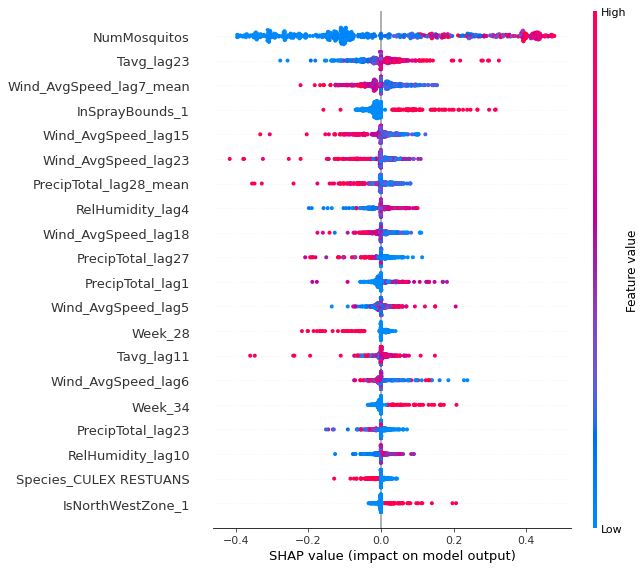 High
NumMosquitos
Tavg_lag23
Wind_AvgSpeed_lag7_mean
InSprayBounds_1
Wind_AvgSpeed_lag15
Wind_AvgSpeed_lag23
PrecipTotal_lag28_mean
RelHumidity_lag4
Wind_AvgSpeed_lag18
PrecipTotal_lag27
PrecipTotal_lag1
Wind_AvgSpeed_lag5
Week_28
Tavg_lag11
Wind_AvgSpeed_lag6
Week_34
PrecipTotal_lag23
RelHumidity_lag10
Species_CULEX RESTUANS
IsNorthWestZone_1
Feature value
Low
−0.4 −0.2 0.0 0.2 0.4
SHAP value (impact on model output)